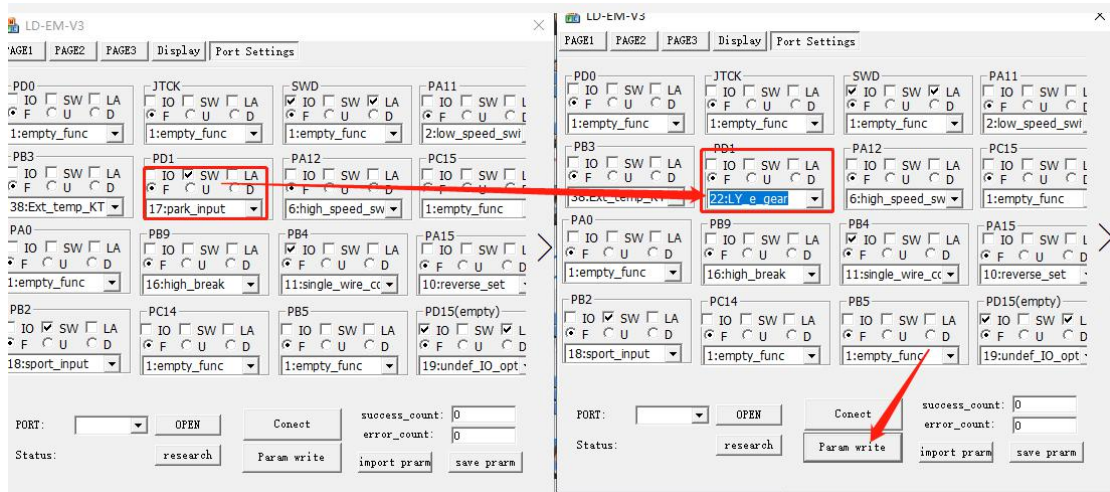 LD-EM-V3
PAGE1 PAGE2 PAGE3 Display Port Settings
PD0 JTCK SWD PA11
IO SW LA IO SW LA IO SW LA IO SW L
F U D F U D F U D F U D
1:empty_func 1:empty_func 1:empty_func 2:low_speed_swi
PB3 PD1 PA12 PC15
IO SW LA IO SW LA IO SW LA IO SW L
F U D F U D F U D F U D
38:Ext_temp_KT 17:park_input 6:high_speed_sw 1:empty_func
PA0 PB9 PB4 PA15
IO SW LA IO SW LA IO SW LA IO SW L
F U D F U D F U D F U D
1:empty_func 16:high_break 11:single_wire_cc 10:reverse_set
PB2 PC14 PB5 PD15(empty)
IO SW LA IO SW LA IO SW LA IO SW L
F U D F U D F U D F U D
18:sport_input 1:empty_func 1:empty_func 19:undef_IO_opt
PORT: OPEN Conect success_count: 0
error_count: 0
Status: research Param write import prarm save prarm
LD-EM-V3
PAGE1 PAGE2 PAGE3 Display Port Settings
PD0 JTCK SWD PA11
IO SW LA IO SW LA IO SW LA IO SW L
F U D F U D F U D F U D
1:empty_func 1:empty_func 1:empty_func 2:low_speed_swi
PB3 PD1 PA12 PC15
IO SW LA IO SW LA IO SW LA IO SW L
F U D F U D F U D F U D
38:Ext_temp_KT 22:LY_e_gear 6:high_speed_sw 1:empty_func
PA0 PB9 PB4 PA15
IO SW LA IO SW LA IO SW LA IO SW L
F U D F U D F U D F U D
1:empty_func 16:high_break 11:single_wire_cc 10:reverse_set
PB2 PC14 PB5 PD15(empty)
IO SW LA IO SW LA IO SW LA IO SW L
F U D F U D F U D F U D
18:sport_input 1:empty_func 1:empty_func 19:undef_IO_opt
PORT: OPEN Conect success_count: 0
error_count: 0
Status: research Param write import prarm save prarm